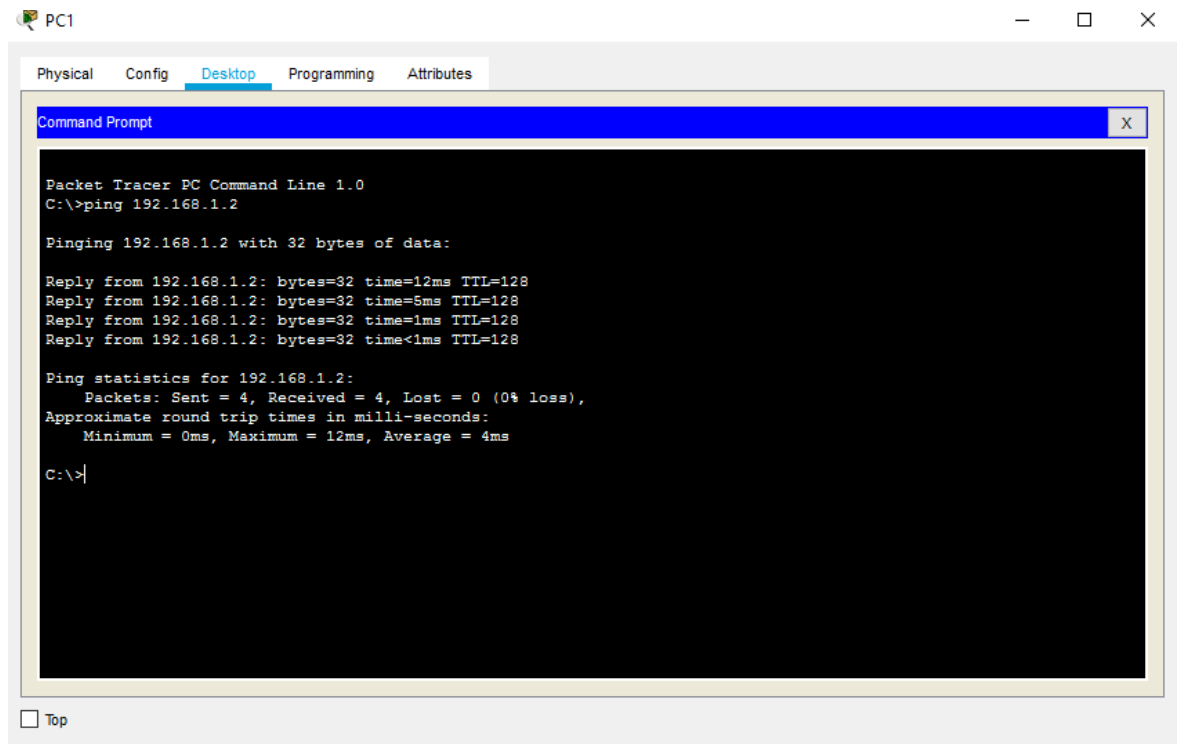 PC1
Physical Config Desktop Programming Attributes
Command Prompt
X
Packet Tracer PC Command Line 1.0
C:\>ping 192.168.1.2
Pinging 192.168.1.2 with 32 bytes of data:
Reply from 192.168.1.2: bytes=32 time=12ms TTL=128
Reply from 192.168.1.2: bytes=32 time=5ms TTL=128
Reply from 192.168.1.2: bytes=32 time=1ms TTL=128
Reply from 192.168.1.2: bytes=32 time<1ms TTL=128
Ping statistics for 192.168.1.2:
Packets: Sent = 4, Received = 4, Lost = 0 (0% loss),
Approximate round trip times in milli-seconds:
Minimum = 0ms, Maximum = 12ms, Average = 4ms
C:\>
Top